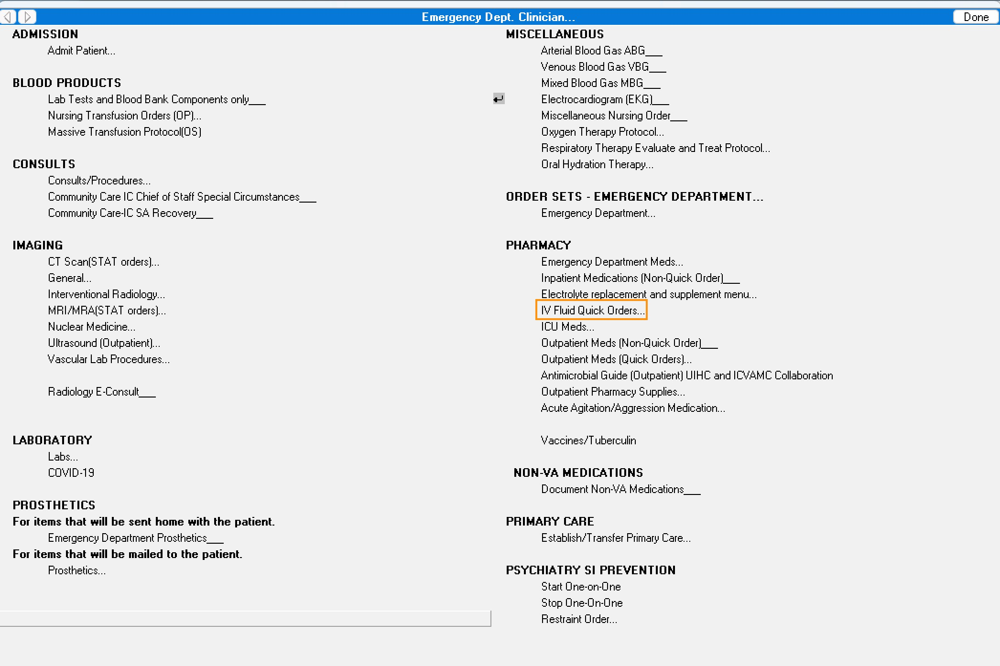 Emergency Dept. Clinician...
Done
ADMISSION
Admit Patient...
BLOOD PRODUCTS
Lab Tests and Blood Bank Components only___
Nursing Transfusion Orders (OP)...
Massive Transfusion Protocol(OS)
CONSULTS
Consults/Procedures...
Community Care IC Chief of Staff Special Circumstances___
Community Care-IC SA Recovery___
IMAGING
CT Scan(STAT orders)...
General...
Interventional Radiology...
MRI/MRA(STAT orders)...
Nuclear Medicine...
Ultrasound (Outpatient)...
Vascular Lab Procedures...
Radiology E-Consult___
LABORATORY
Labs...
COVID-19
PROSTHETICS
For items that will be sent home with the patient.
Emergency Department Prosthetics___
For items that will be mailed to the patient.
Prosthetics...
MISCELLANEOUS
Arterial Blood Gas ABG___
Venous Blood Gas VBG___
Mixed Blood Gas MBG___
Electrocardiogram (EKG)___
Miscellaneous Nursing Order___
Oxygen Therapy Protocol...
Respiratory Therapy Evaluate and Treat Protocol...
Oral Hydration Therapy...
ORDER SETS - EMERGENCY DEPARTMENT...
Emergency Department...
PHARMACY
Emergency Department Meds...
Inpatient Medications (Non-Quick Order)___
Electrolyte replacement and supplement menu...
IV Fluid Quick Orders...
ICU Meds...
Outpatient Meds (Non-Quick Order)___
Outpatient Meds (Quick Orders)...
Antimicrobial Guide (Outpatient) UIHC and ICVAMC Collaboration
Outpatient Pharmacy Supplies...
Acute Agitation/Aggression Medication...
Vaccines/Tuberculin
NON-VA MEDICATIONS
Document Non-VA Medications___
PRIMARY CARE
Establish/Transfer Primary Care...
PSYCHIATRY SI PREVENTION
Start One-on-One
Stop One-On-One
Restraint Order...